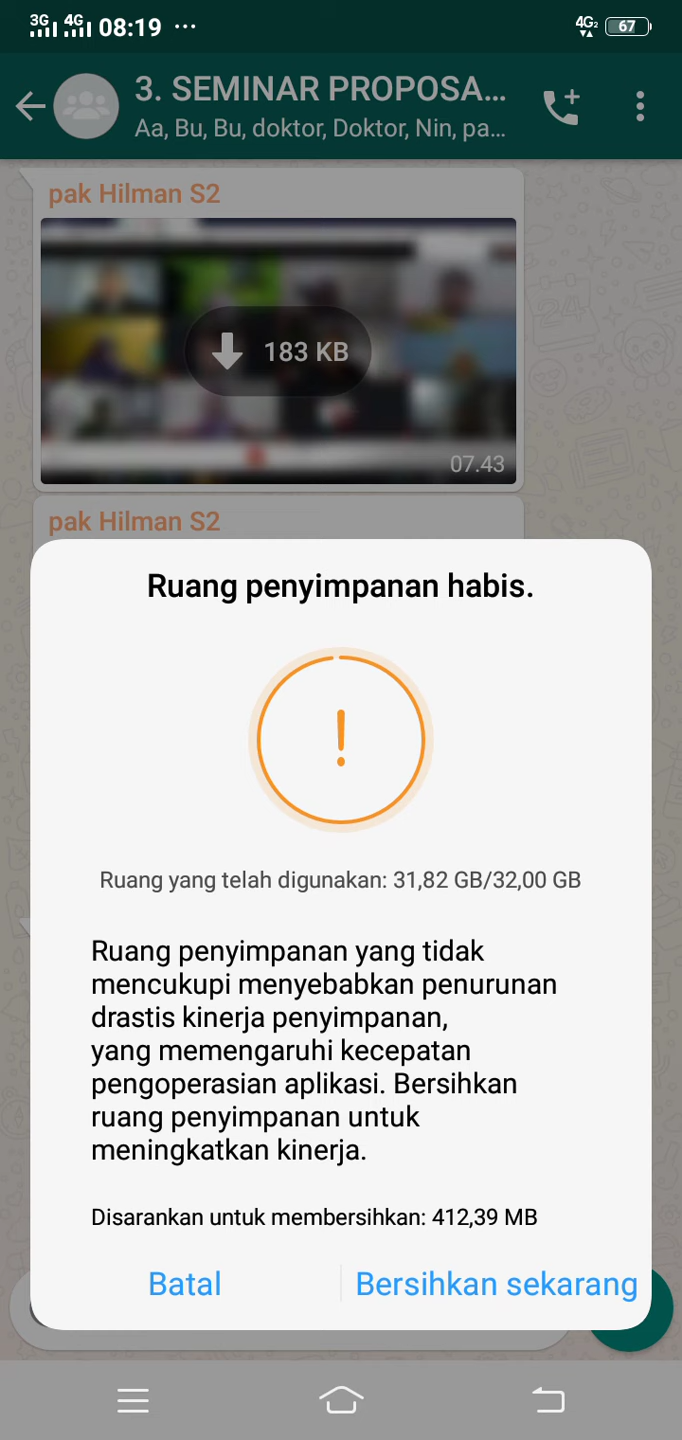 3G 4G 08:19 ... 4G2 67
3. SEMINAR PROPOSA...
Aa, Bu, Bu, doktor, Doktor, Nin, pa...
pak Hilman S2
183 KB
07.43
pak Hilman S2
Ruang penyimpanan habis.
!
Ruang yang telah digunakan: 31,82 GB/32,00 GB
Ruang penyimpanan yang tidak
mencukupi menyebabkan penurunan
drastis kinerja penyimpanan,
yang memengaruhi kecepatan
pengoperasian aplikasi. Bersihkan
ruang penyimpanan untuk
meningkatkan kinerja.
Disarankan untuk membersihkan: 412,39 MB
Batal Bersihkan sekarang